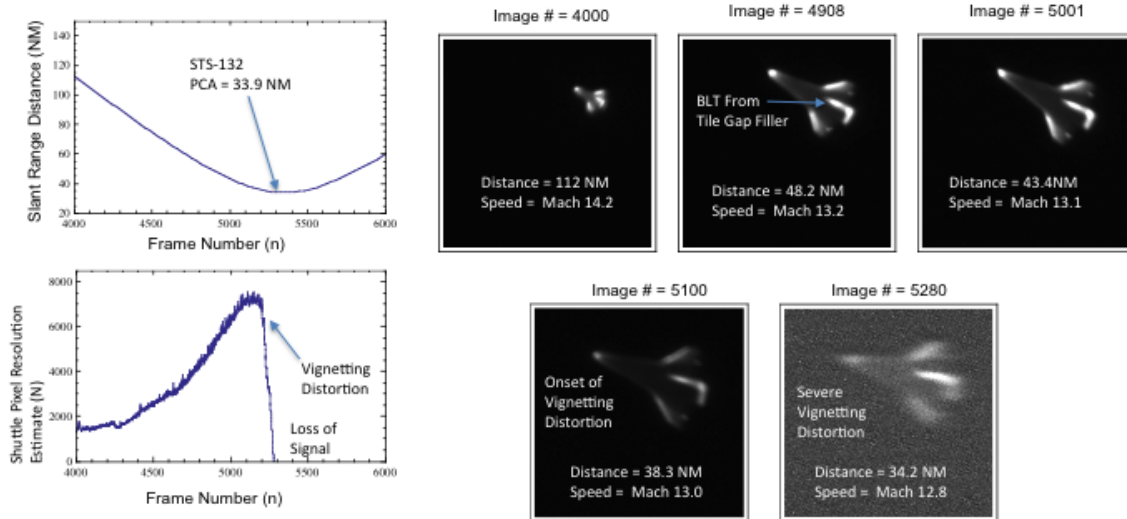 Slant Range Distance (NM)
140
120
100
80
60
40
20
STS-132
PCA = 33.9 NM
4000
4500
5000
5500
6000
Frame Number (n)
Shuttle Pixel Resolution
Estimate (N)
8000
6000
4000
2000
0
Vignetting
Distortion
Loss of
Signal
4000
4500
5000
5500
6000
Frame Number (n)
Image # = 4000
Distance = 112 NM
Speed = Mach 14.2
Image # = 4908
BLT From
Tile Gap Filler
Distance = 48.2 NM
Speed = Mach 13.2
Image # = 5001
Distance = 43.4NM
Speed = Mach 13.1
Image # = 5100
Onset of
Vignetting
Distortion
Distance = 38.3 NM
Speed = Mach 13.0
Image # = 5280
Severe
Vignetting
Distortion
Distance = 34.2 NM
Speed = Mach 12.8